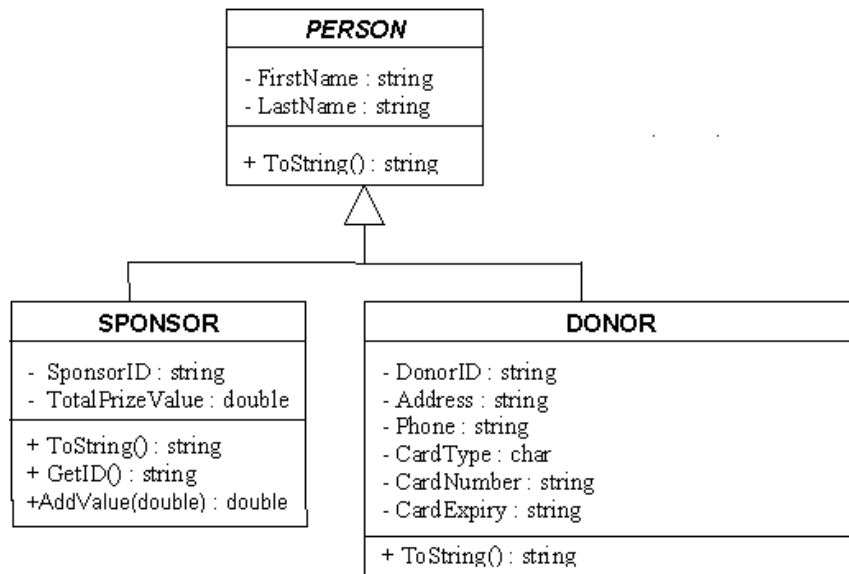 PERSON
- FirstName : string
- LastName : string
+ ToString() : string
SPONSOR
- SponsorID : string
- TotalPrizeValue : double
+ ToString() : string
+ GetID() : string
+AddValue(double) : double
DONOR
- DonorID : string
- Address : string
- Phone : string
- CardType : char
- CardNumber : string
- CardExpiry : string
+ ToString() : string